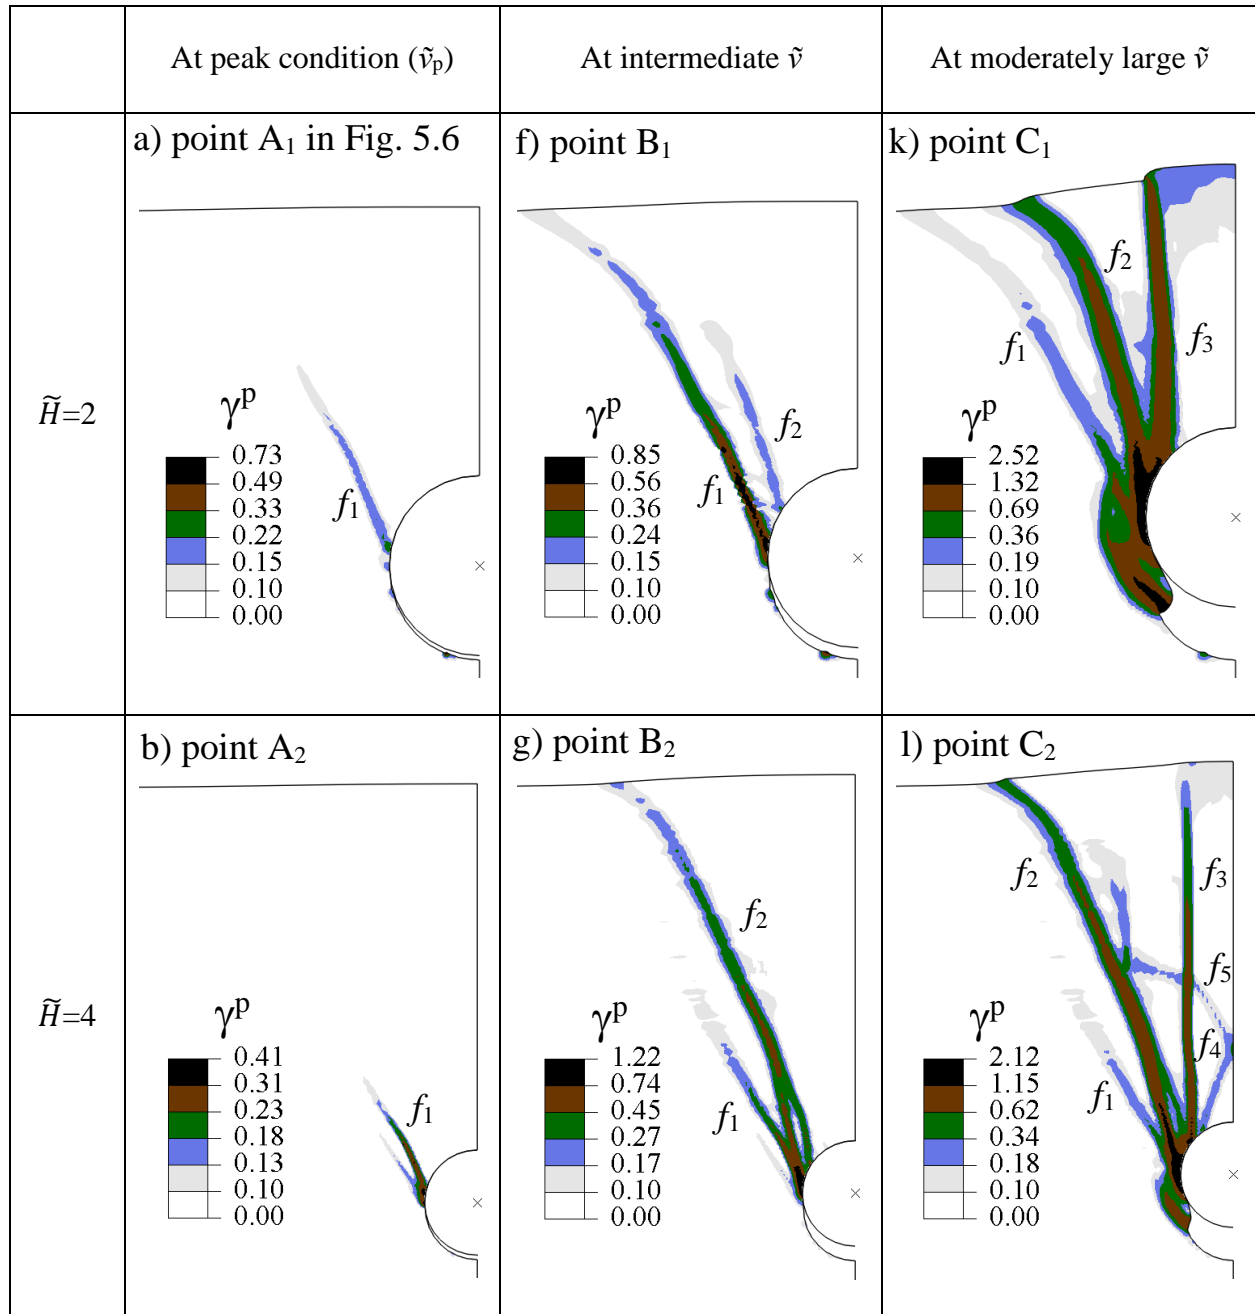 At peak condition (ṽp)
At intermediate ṽ
At moderately large ṽ
H̃=2
a) point A1 in Fig. 5.6
f1
γp
0.73
0.49
0.33
0.22
0.15
0.10
0.00
f) point B1
f2
f1
γp
0.85
0.56
0.36
0.24
0.15
0.10
0.00
k) point C1
f2
f1
f3
γp
2.52
1.32
0.69
0.36
0.19
0.10
0.00
H̃=4
b) point A2
f1
γp
0.41
0.31
0.23
0.18
0.13
0.10
0.00
g) point B2
f2
f1
γp
1.22
0.74
0.45
0.27
0.17
0.10
0.00
l) point C2
f2
f3
f5
f4
f1
γp
2.12
1.15
0.62
0.34
0.18
0.10
0.00